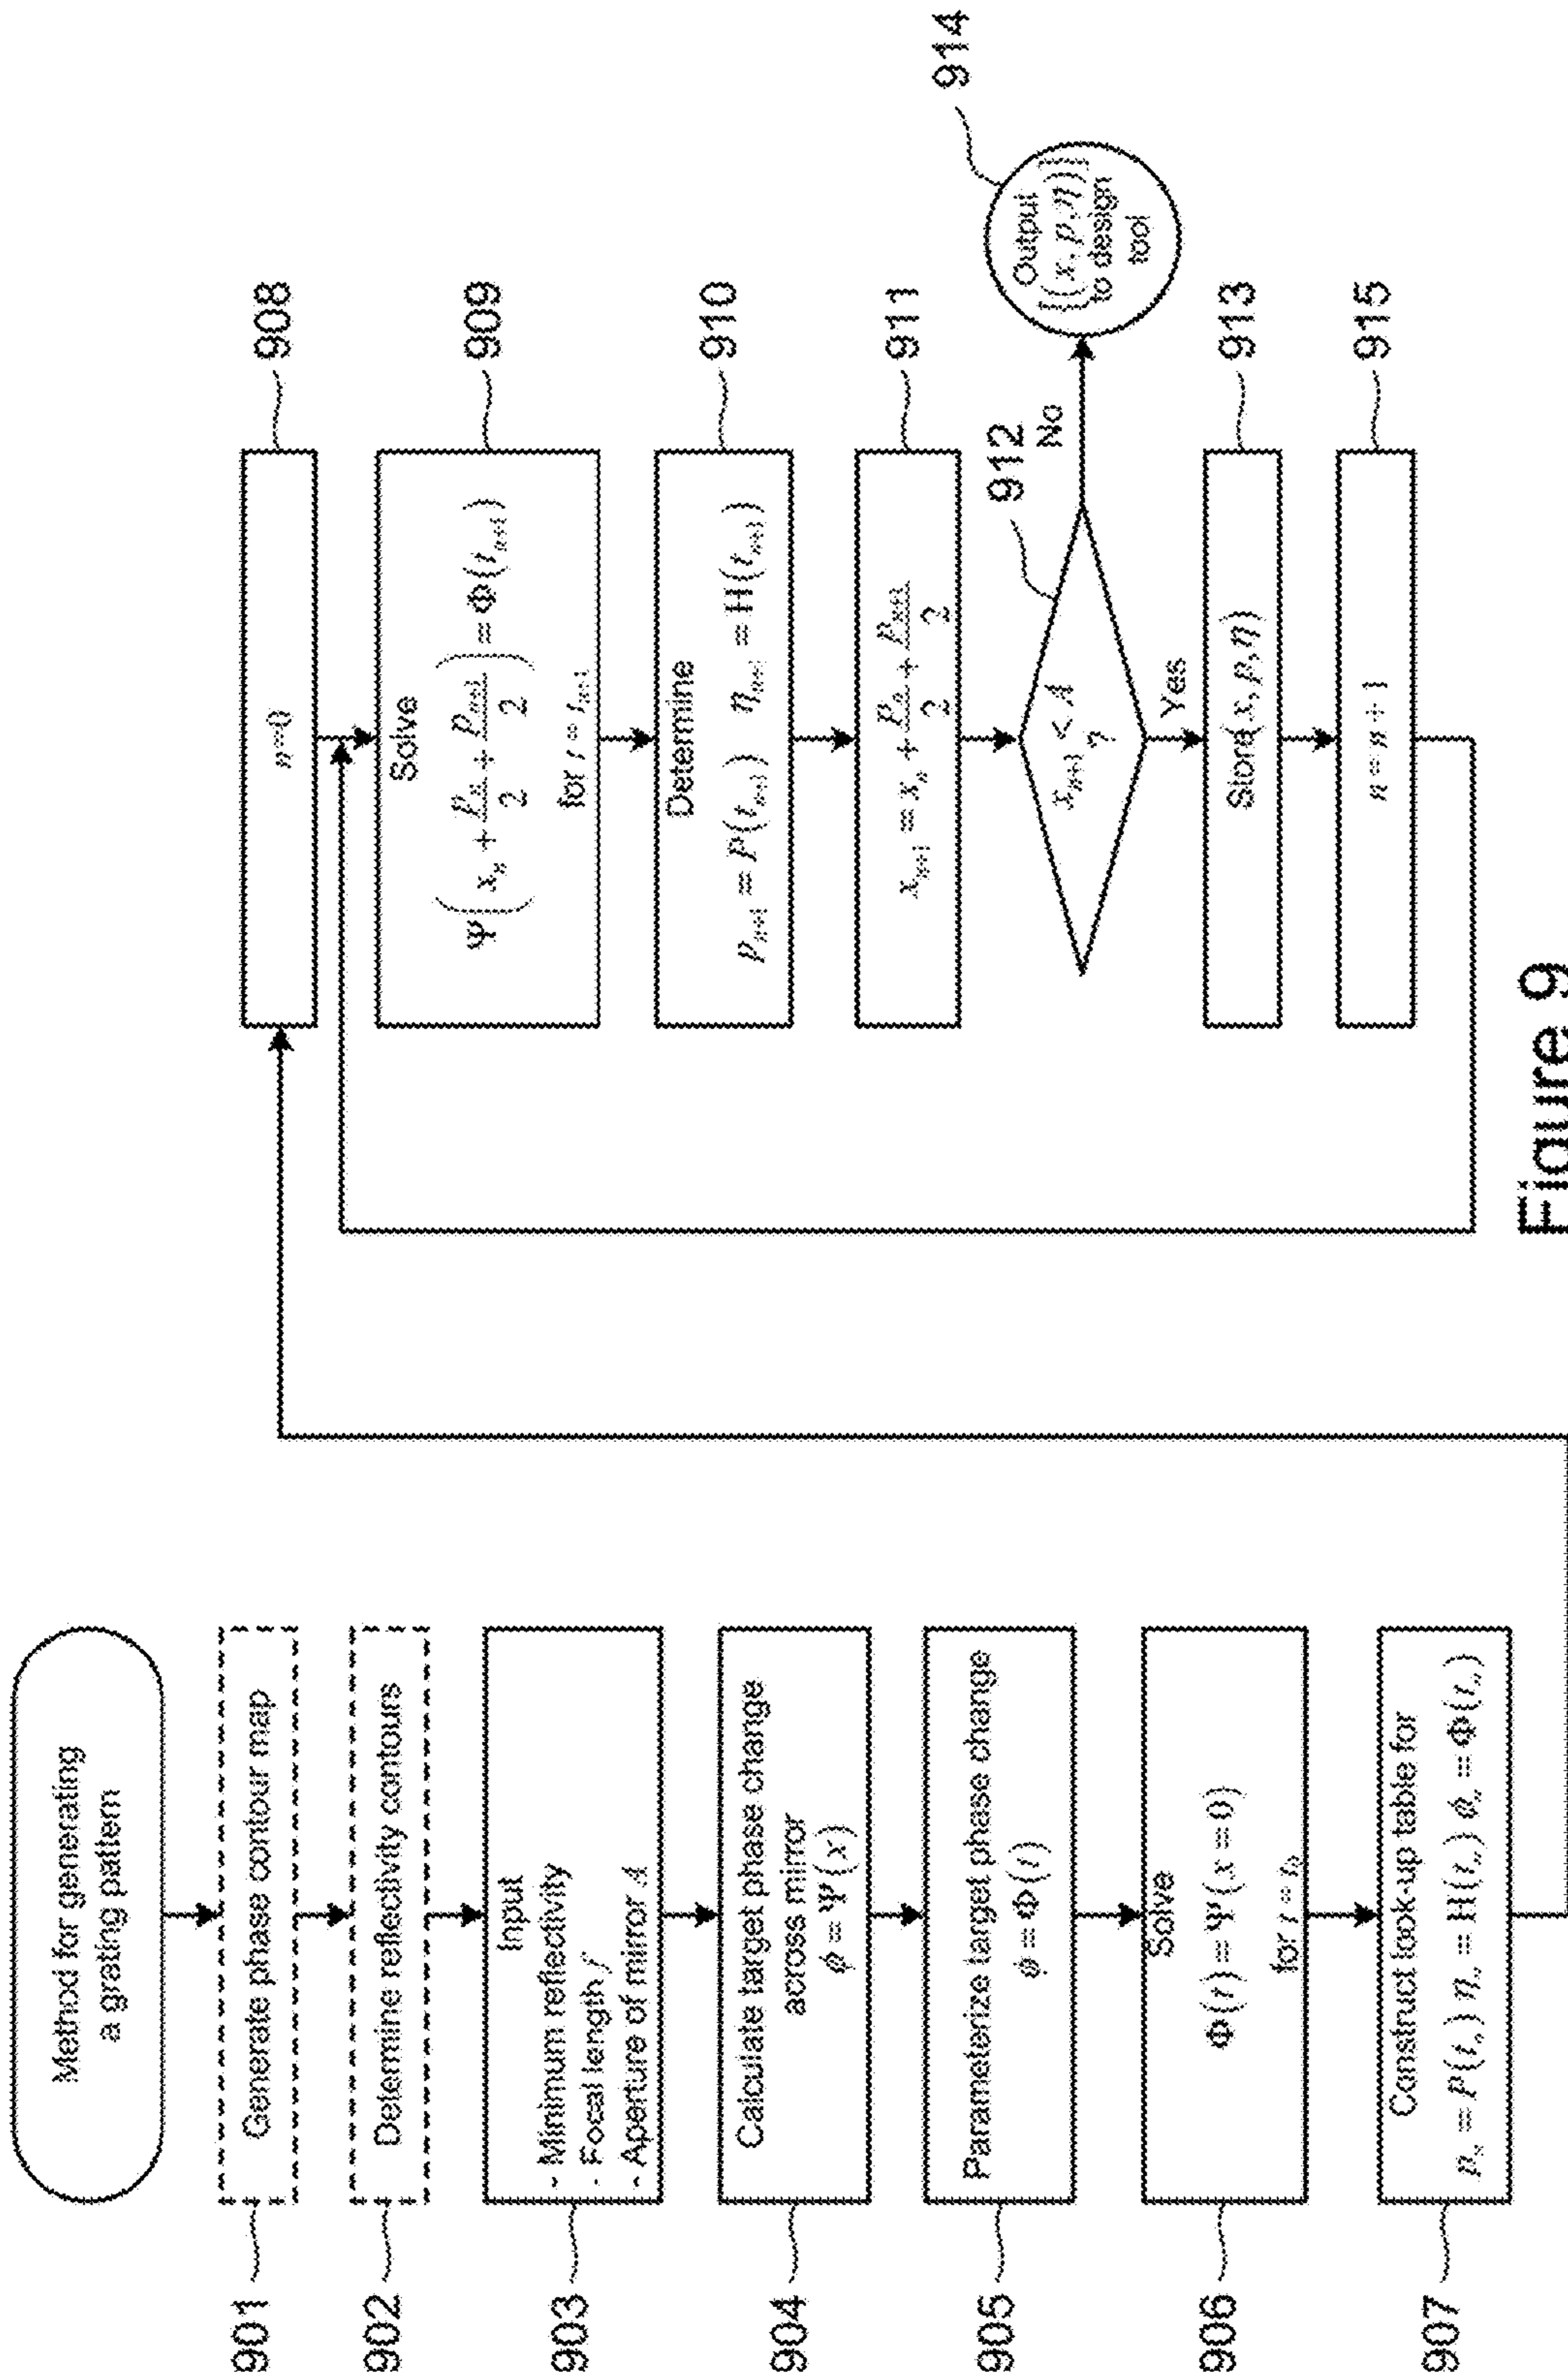 Method for generating
a grating pattern
901
Generate phase contour map
902
Determine reflectivity contours
903
Input
- Minimum reflectivity
- Focal length f
- Aperture of mirror A
904
Calculate target phase change
across mirror
ϕ = Ψ(x)
905
Parameterize target phase change
ϕ = Φ(t)
906
Solve
Φ(t) = Ψ(x = 0)
for t = t₀
907
Construct look-up table for
pₙ = P(tₙ) ηₙ = H(tₙ) ϕₙ = Φ(tₙ)
908
n=0
909
Solve
Ψ(xₙ + pₙ/2 + pₙ₊₁/2) = Φ(tₙ₊₁)
for t = tₙ₊₁
910
Determine
pₙ₊₁ = P(tₙ₊₁) ηₙ₊₁ = H(tₙ₊₁)
911
xₙ₊₁ = xₙ + pₙ/2 + pₙ₊₁/2
912
xₙ₊₁ < A
?
No
Yes
914
Output
{(x, p, η)}
to design
tool
913
Store(x, p, η)
915
n = n + 1
Figure 9